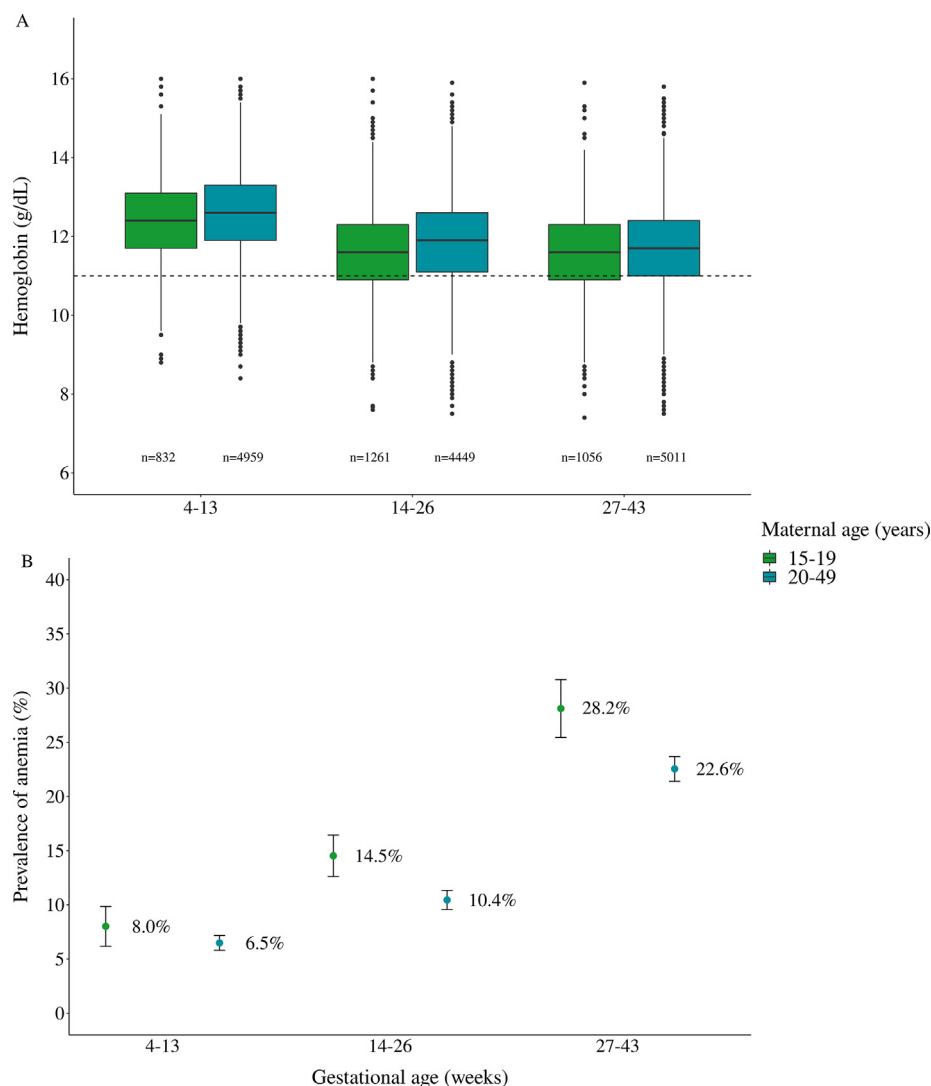 A
Hemoglobin (g/dL)
16
14
12
10
8
6
n=832 n=4959 n=1261 n=4449 n=1056 n=5011
4-13 14-26 27-43
Maternal age (years)
15-19
20-49
B
Prevalence of anemia (%)
40
35
30
25
20
15
10
5
0
28.2%
22.6%
14.5%
10.4%
8.0%
6.5%
4-13 14-26 27-43
Gestational age (weeks)